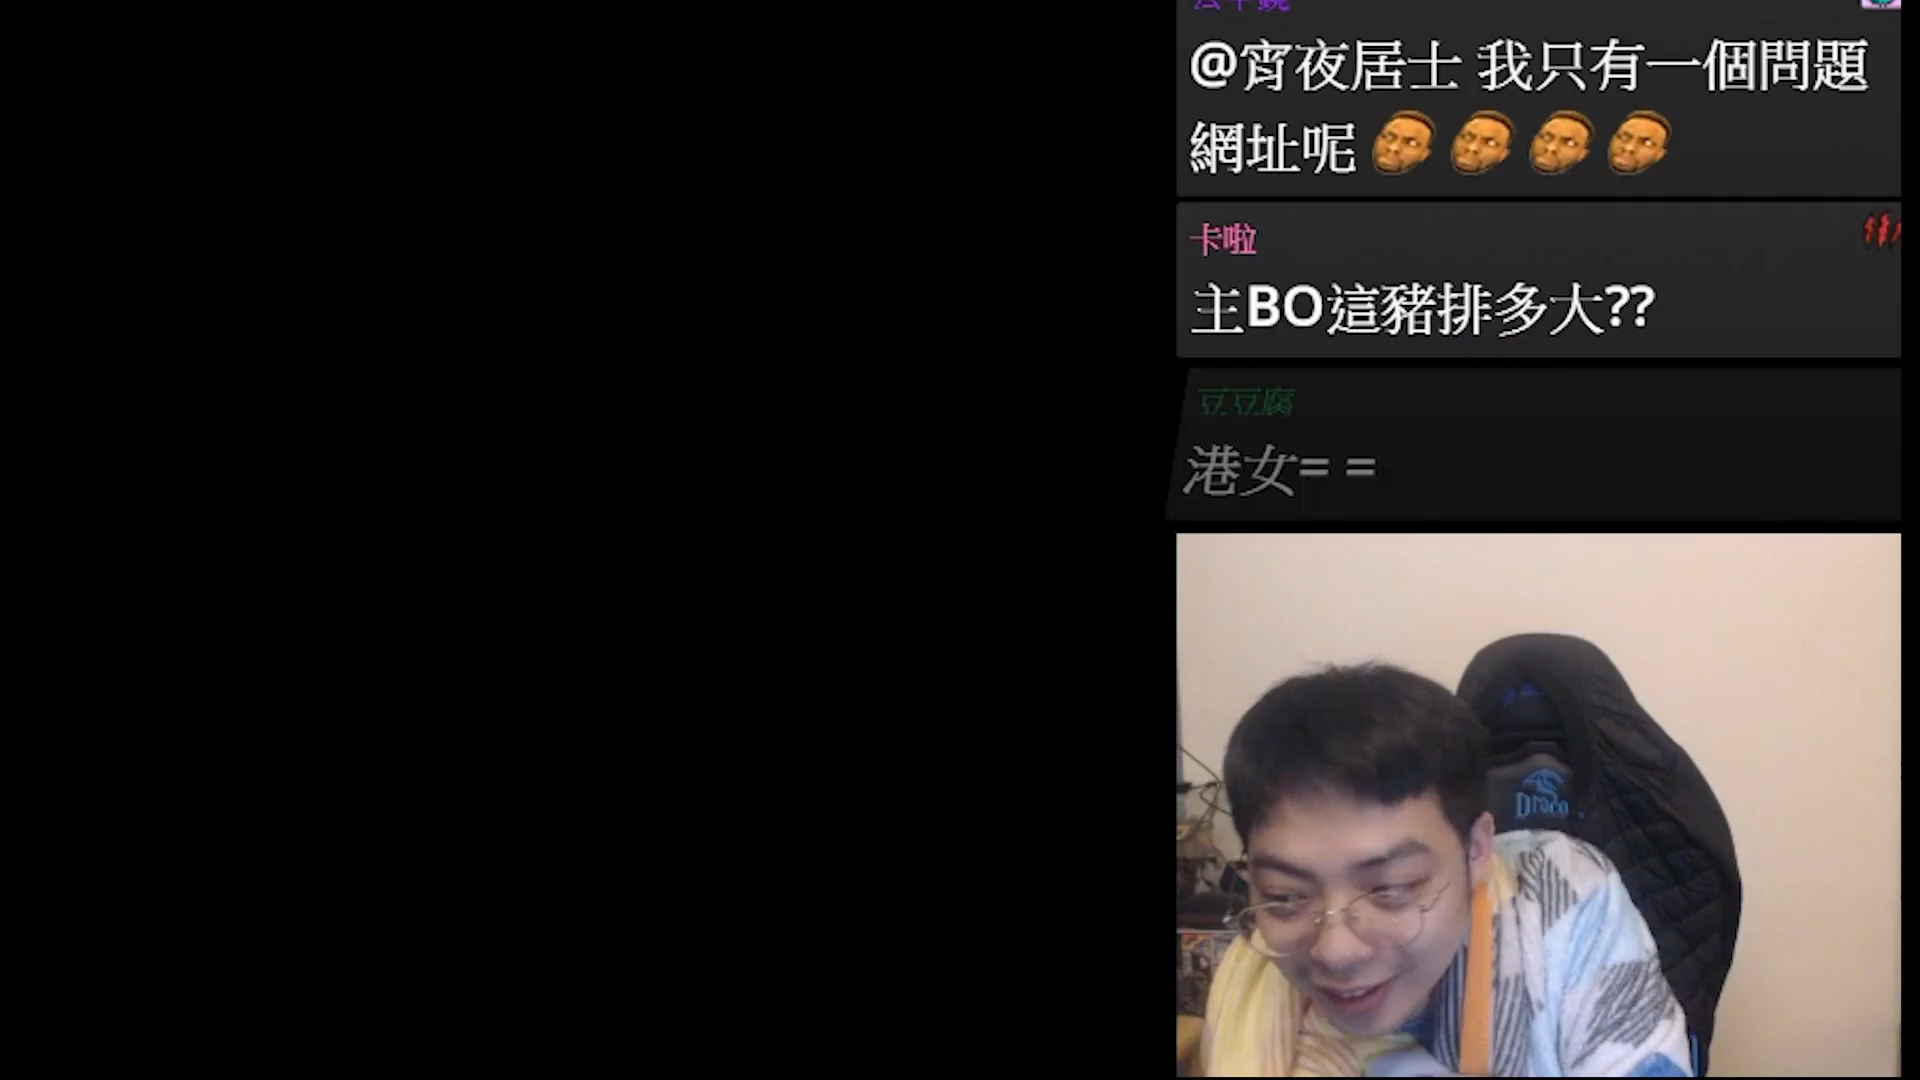 @宵夜居士 我只有一個問題
網址呢
卡啦
主BO這豬排多大??
豆豆腐
港女= =
Draco